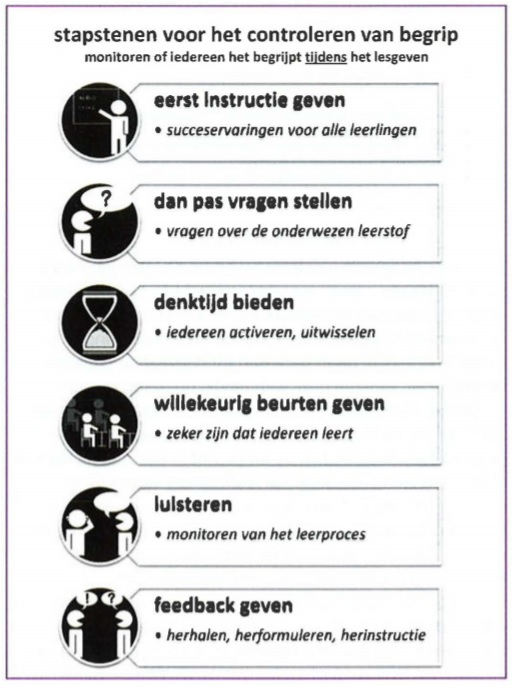 stapstenen voor het controleren van begrip
monitoren of iedereen het begrijpt tijdens het lesgeven
eerst instructie geven
• succeservaringen voor alle leerlingen
?
dan pas vragen stellen
• vragen over de onderwezen leerstof
denktijd bieden
• iedereen activeren, uitwisselen
willekeurig beurten geven
• zeker zijn dat iedereen leert
luisteren
• monitoren van het leerproces
! ?
feedback geven
• herhalen, herformuleren, herinstructie